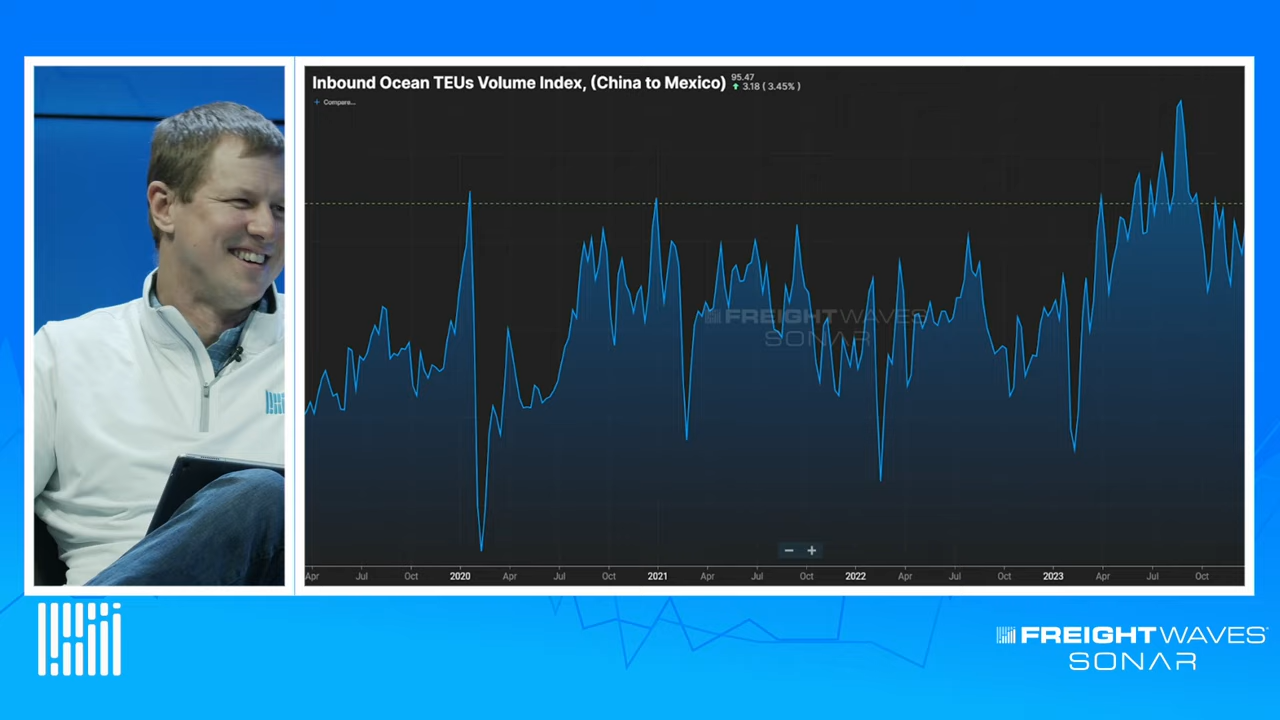 Inbound Ocean TEUs Volume Index, (China to Mexico)
95.47
3.18 ( 3.45% )
+ Compare...
FREIGHTWAVES
SONAR
− +
Apr Jul Oct 2020 Apr Jul Oct 2021 Apr Jul Oct 2022 Apr Jul Oct 2023 Apr Jul Oct
FREIGHTWAVES
SONAR